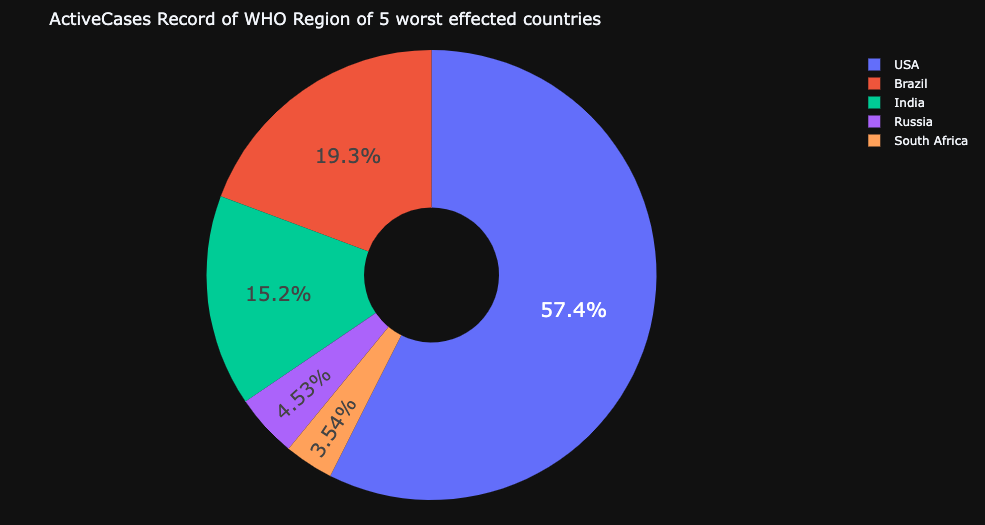 ActiveCases Record of WHO Region of 5 worst effected countries
USA
Brazil
India
Russia
South Africa
19.3%
15.2%
57.4%
4.53%
3.54%